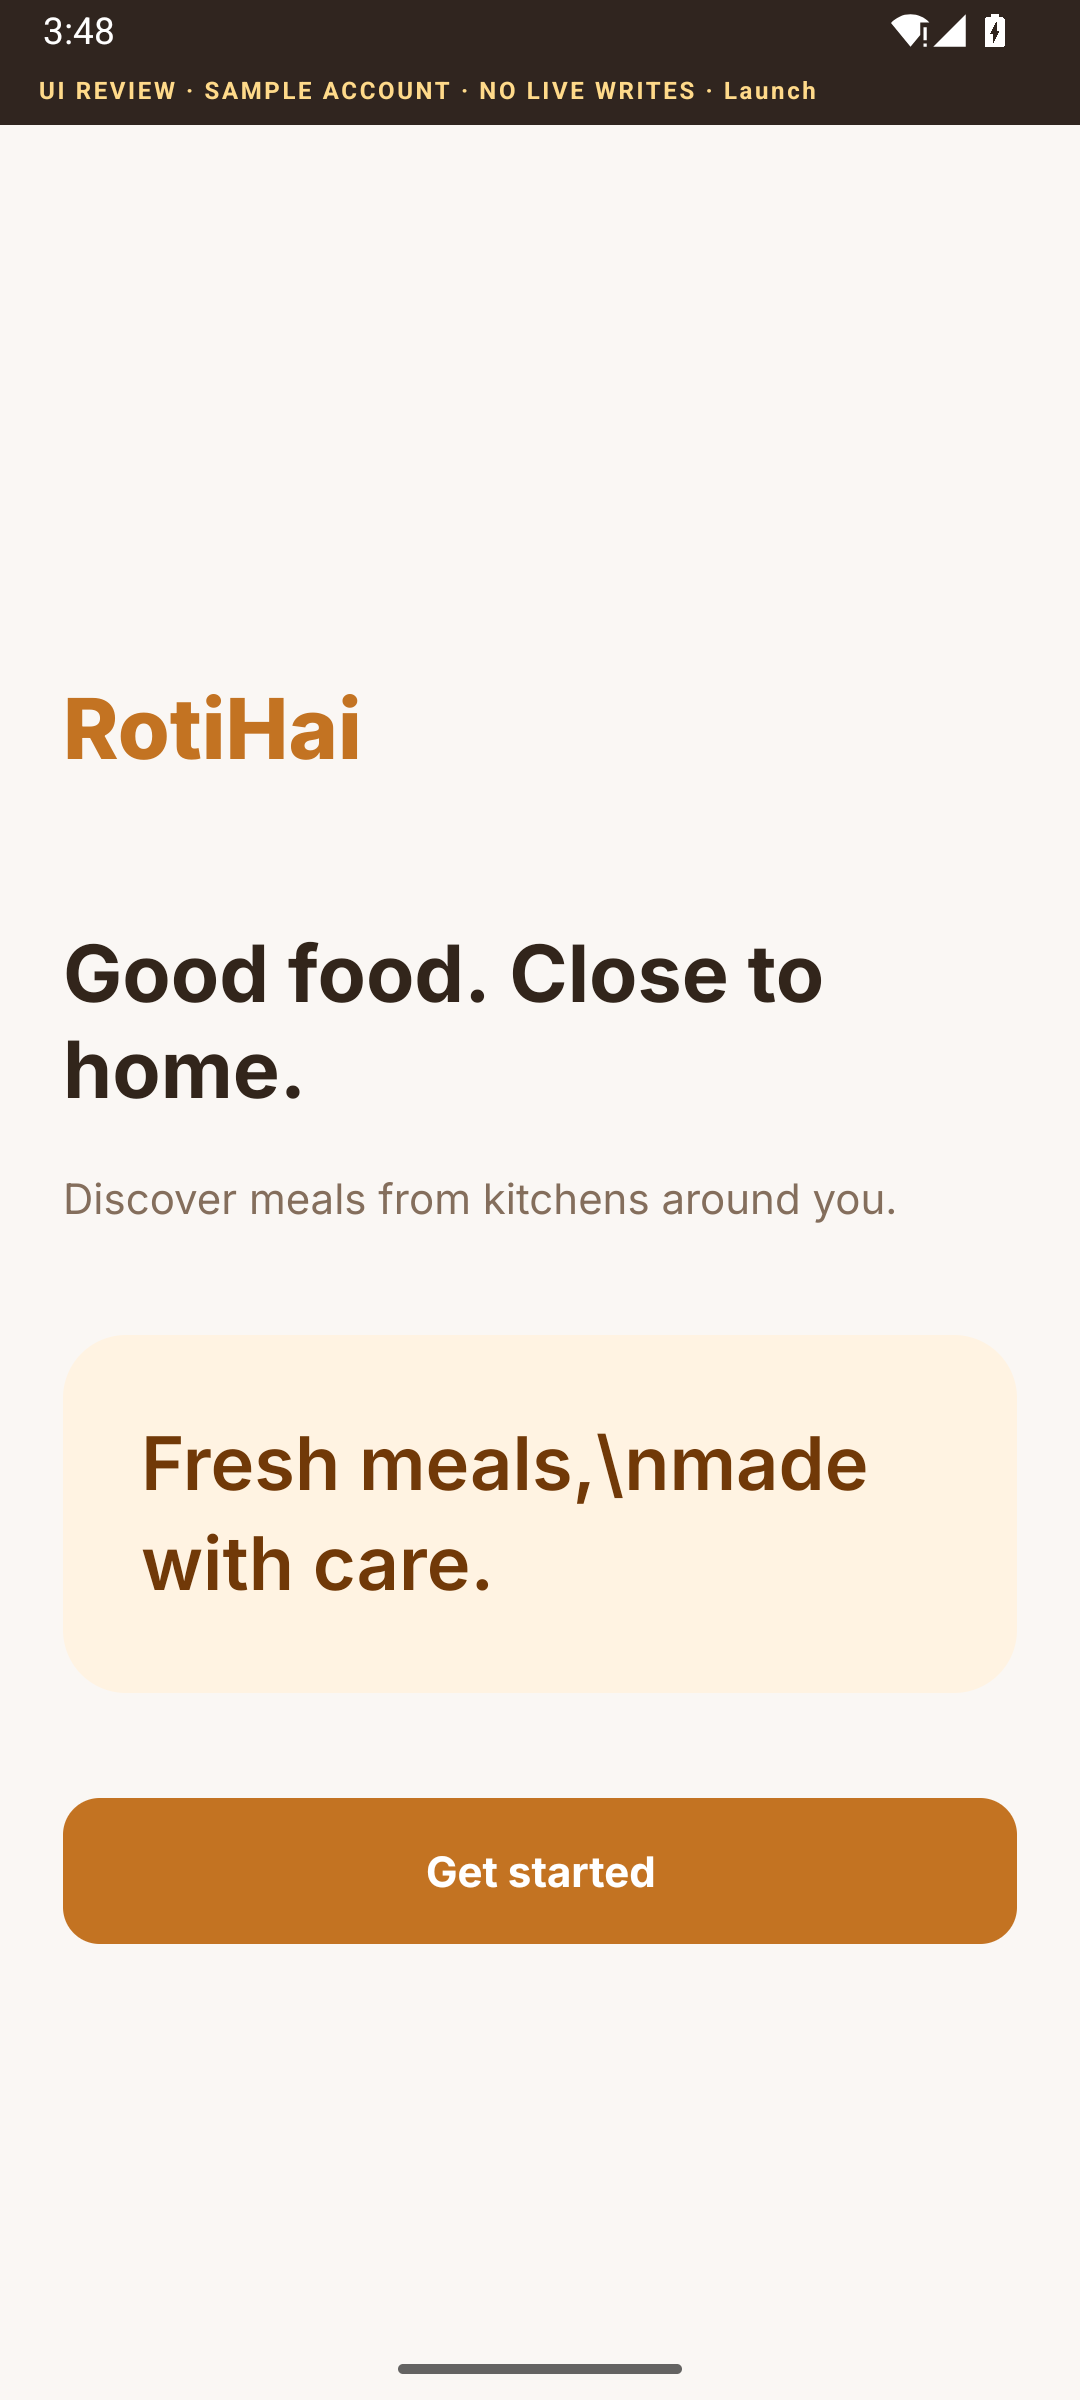 3:48
UI REVIEW · SAMPLE ACCOUNT · NO LIVE WRITES · Launch
RotiHai
Good food. Close to
home.
Discover meals from kitchens around you.
Fresh meals,\nmade
with care.
Get started